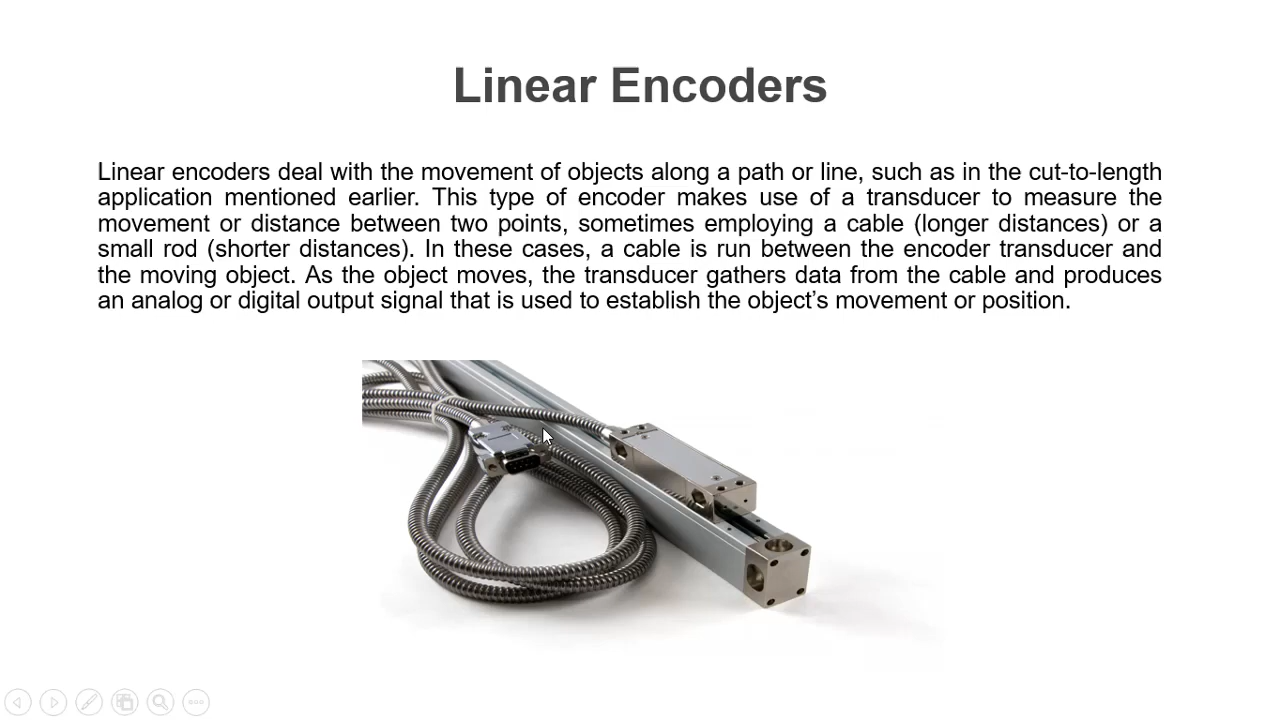 Linear Encoders
Linear encoders deal with the movement of objects along a path or line, such as in the cut-to-length
application mentioned earlier. This type of encoder makes use of a transducer to measure the
movement or distance between two points, sometimes employing a cable (longer distances) or a
small rod (shorter distances). In these cases, a cable is run between the encoder transducer and
the moving object. As the object moves, the transducer gathers data from the cable and produces
an analog or digital output signal that is used to establish the object’s movement or position.